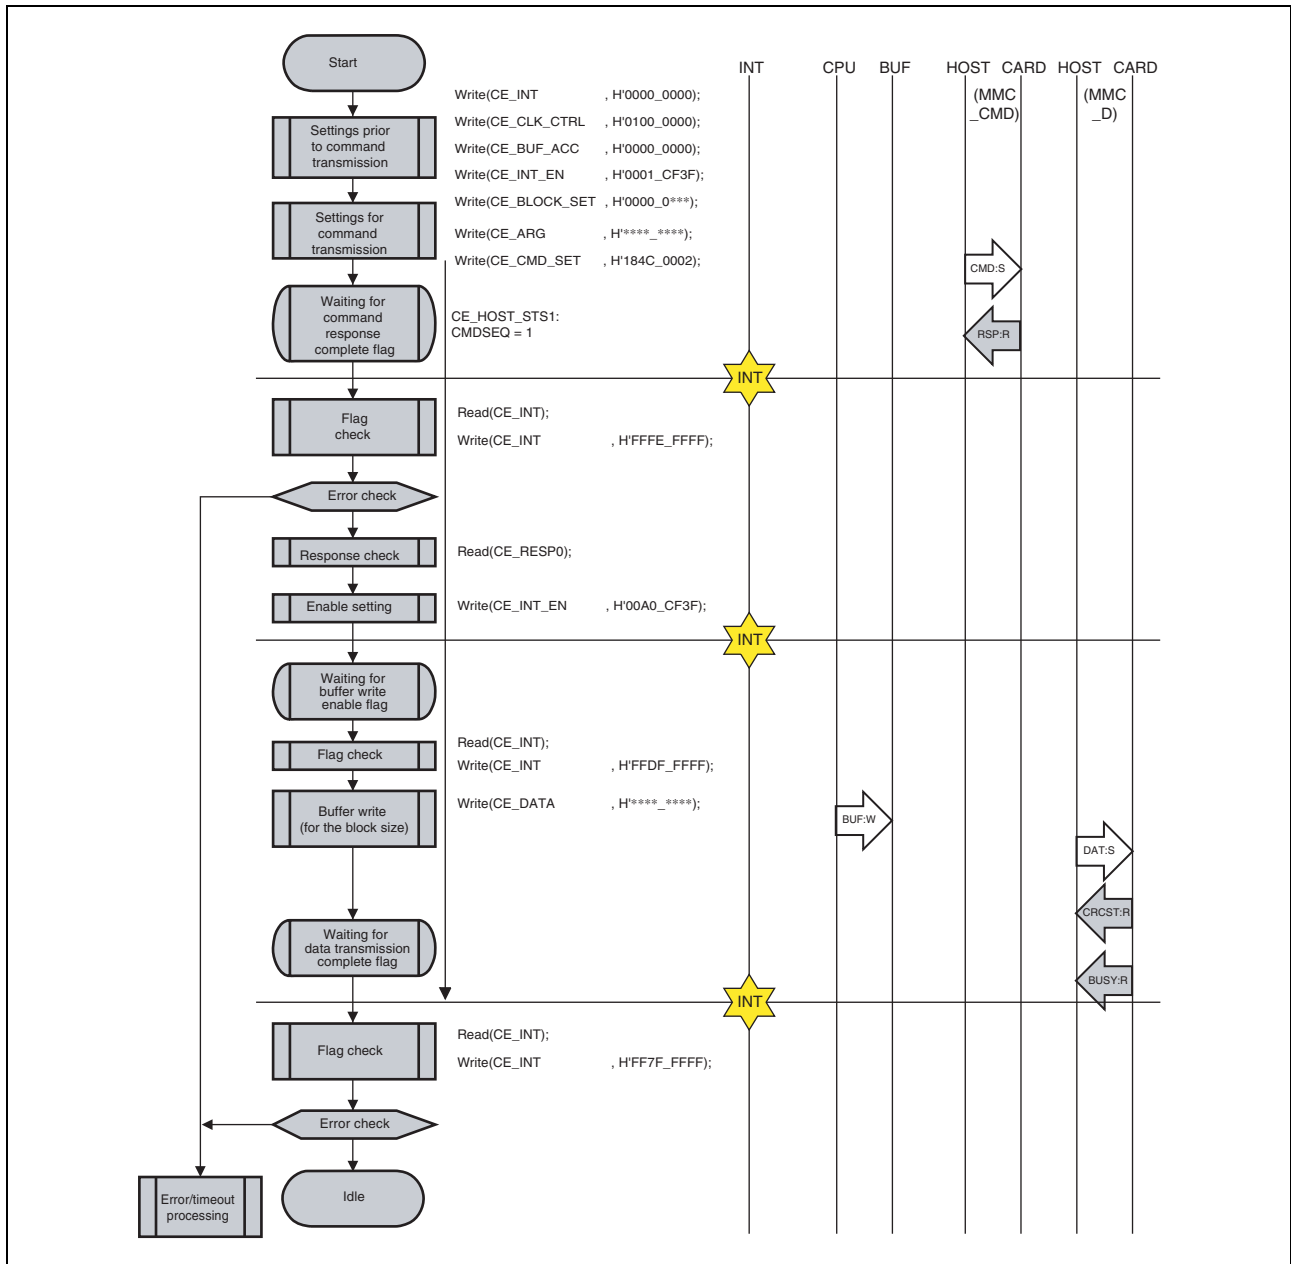 Start
INT
CPU
BUF
HOST
CARD
HOST
CARD
(MMC
_CMD)
(MMC
_D)
Write(CE_INT , H'0000_0000);
Write(CE_CLK_CTRL , H'0100_0000);
Settings prior
to command
transmission
Write(CE_BUF_ACC , H'0000_0000);
Write(CE_INT_EN , H'0001_CF3F);
Write(CE_BLOCK_SET , H'0000_0***);
Settings for
command
transmission
Write(CE_ARG , H'****_****);
Write(CE_CMD_SET , H'184C_0002);
CMD:S
Waiting for
command
response
complete flag
CE_HOST_STS1:
CMDSEQ = 1
RSP:R
INT
Flag
check
Read(CE_INT);
Write(CE_INT , H'FFFE_FFFF);
Error check
Response check
Read(CE_RESP0);
Enable setting
Write(CE_INT_EN , H'00A0_CF3F);
INT
Waiting for
buffer write
enable flag
Flag check
Read(CE_INT);
Write(CE_INT , H'FFDF_FFFF);
Buffer write
(for the block size)
Write(CE_DATA , H'****_****);
BUF:W
DAT:S
CRCST:R
Waiting for
data transmission
complete flag
BUSY:R
INT
Flag check
Read(CE_INT);
Write(CE_INT , H'FF7F_FFFF);
Error check
Error/timeout
processing
Idle